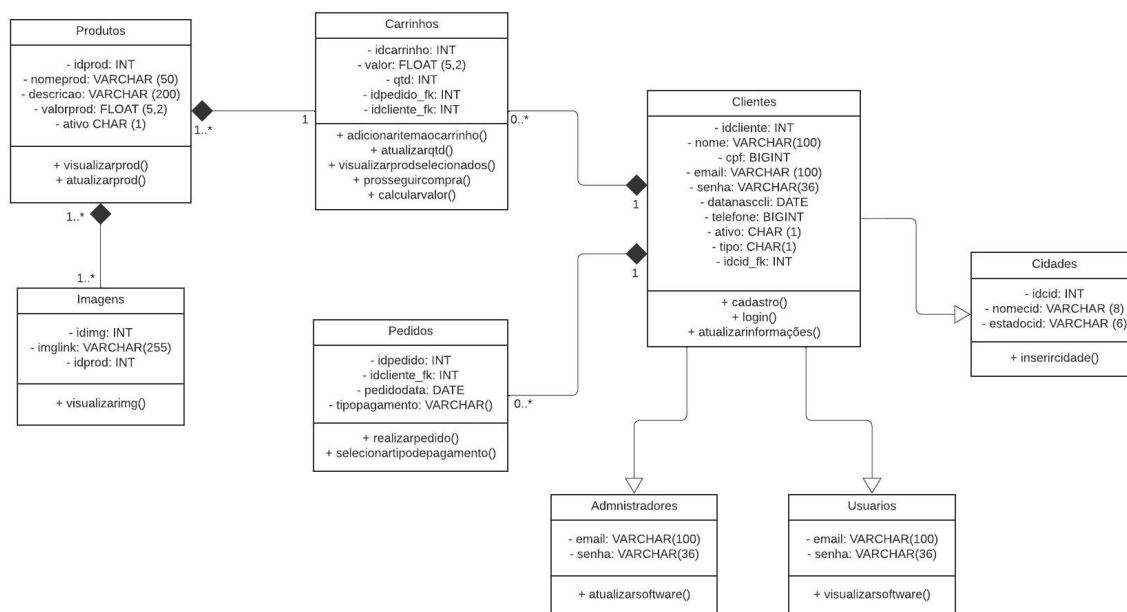 Produtos
- idprod: INT
- nomeprod: VARCHAR (50)
- descricao: VARCHAR (200)
- valorprod: FLOAT (5,2)
- ativo CHAR (1)
+ visualizarprod()
+ atualizarprod()
1..*
1
Carrinhos
- idcarrinho: INT
- valor: FLOAT (5,2)
- qtd: INT
- idpedido_fk: INT
- idcliente_fk: INT
+ adicionaritemaocarrinho()
+ atualizarqtd()
+ visualizarprodselecionados()
+ prosseguircompra()
+ calcularvalor()
0..*
1
Clientes
- idcliente: INT
- nome: VARCHAR(100)
- cpf: BIGINT
- email: VARCHAR (100)
- senha: VARCHAR(36)
- datanasccli: DATE
- telefone: BIGINT
- ativo: CHAR (1)
- tipo: CHAR(1)
- idcid_fk: INT
+ cadastro()
+ login()
+ atualizarinformações()
1..*
1..*
Imagens
- idimg: INT
- imglink: VARCHAR(255)
- idprod: INT
+ visualizarimg()
1
0..*
Pedidos
- idpedido: INT
- idcliente_fk: INT
- pedidodata: DATE
- tipopagamento: VARCHAR()
+ realizarpedido()
+ selecionartipodepagamento()
Cidades
- idcid: INT
- nomecid: VARCHAR (8)
- estadocid: VARCHAR (6)
+ inserircidade()
Admnistradores
- email: VARCHAR(100)
- senha: VARCHAR(36)
+ atualizarsoftware()
Usuarios
- email: VARCHAR(100)
- senha: VARCHAR(36)
+ visualizarsoftware()